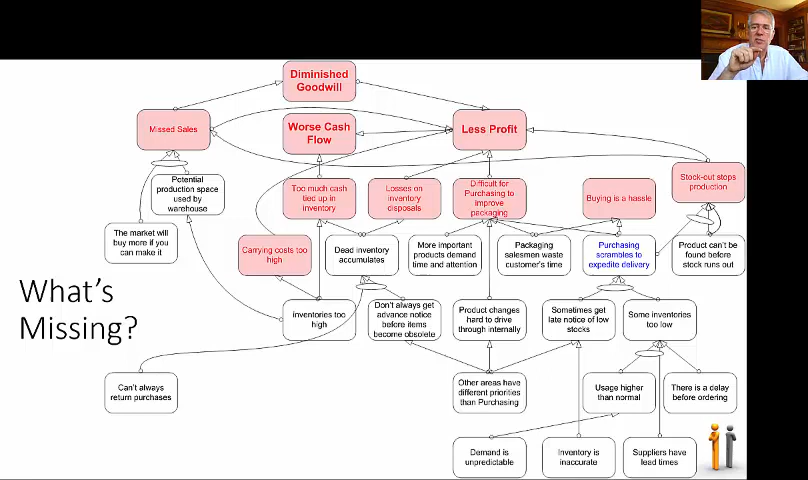 Diminished
Goodwill
Missed Sales
Worse Cash
Flow
Less Profit
Potential
production space
used by
warehouse
Too much cash
tied up in
inventory
Losses on
inventory
disposals
Difficult for
Purchasing to
improve
packaging
Buying is a hassle
Stock-out stops
production
The market will
buy more if you
can make it
Carrying costs too
high
Dead inventory
accumulates
More important
products demand
time and attention
Packaging
salesmen waste
customer's time
Purchasing
scrambles to
expedite delivery
Product can't be
found before
stock runs out
What's
Missing?
Inventories too
high
Don't always get
advance notice
before items
become obsolete
Product changes
hard to drive
through internally
Sometimes get
late notice of low
stocks
Some inventories
too low
Can't always
return purchases
Other areas have
different priorities
than Purchasing
Usage higher
than normal
There is a delay
before ordering
Demand is
unpredictable
Inventory is
inaccurate
Suppliers have
lead times